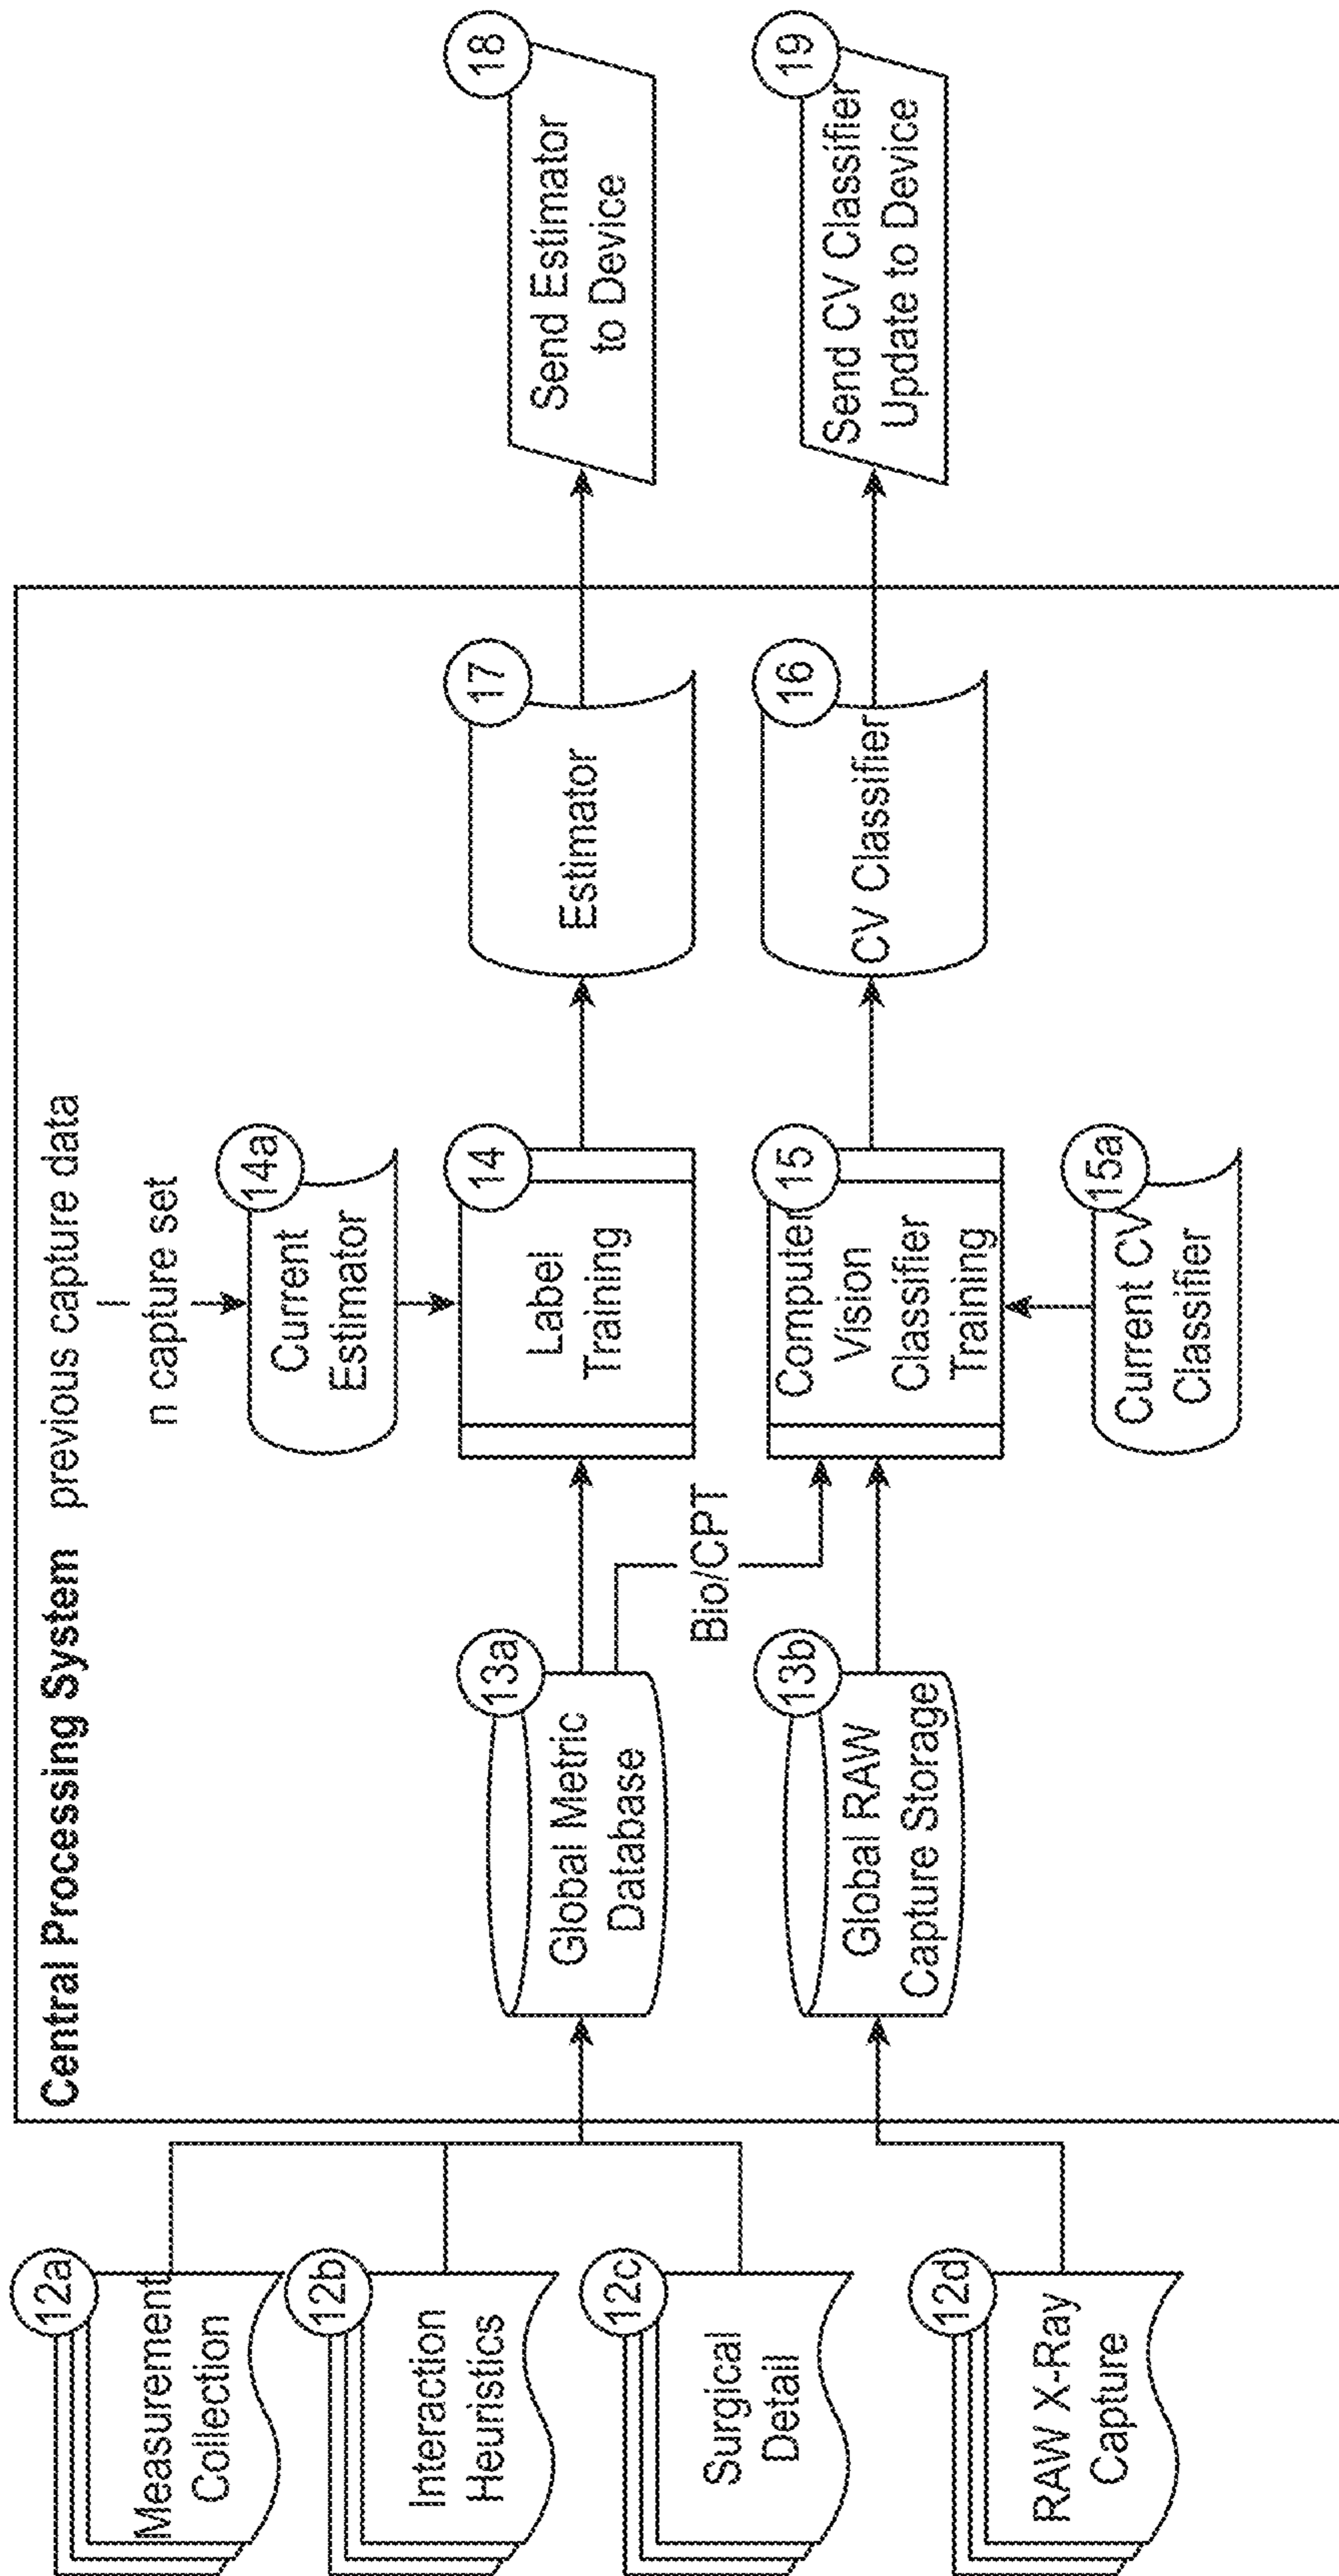 Central Processing System
previous capture data
n capture set
12a
Measurement
Collection
12b
Interaction
Heuristics
12c
Surgical
Detail
12d
RAW X-Ray
Capture
13a
Global Metric
Database
Bio/CPT
13b
Global RAW
Capture Storage
14a
Current
Estimator
14
Label
Training
15
Computer
Vision
Classifier
Training
15a
Current CV
Classifier
17
Estimator
16
CV Classifier
18
Send Estimator
to Device
19
Send CV Classifier
Update to Device